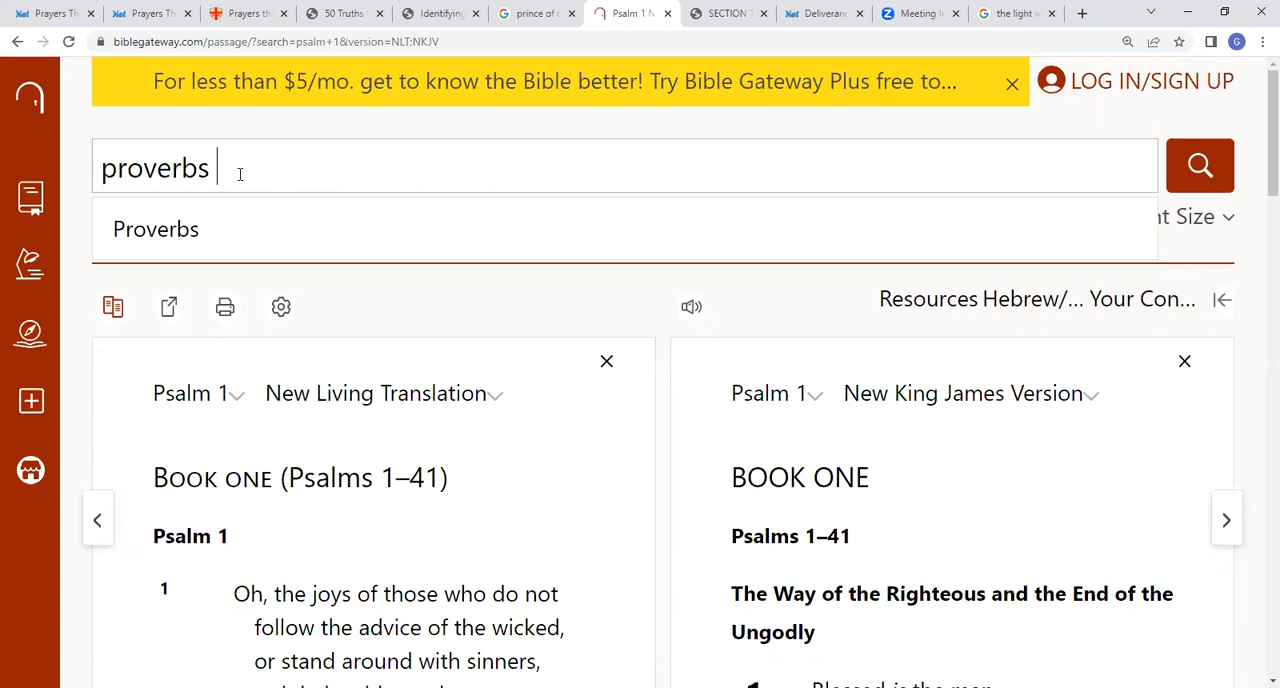 Prayers Th
Prayers Th
Prayers th
50 Truths
Identifying
prince of t
Psalm 1 N
SECTION T
Deliveranc
Meeting I
the light w
biblegateway.com/passage/?search=psalm+1&version=NLT;NKJV
G
For less than $5/mo. get to know the Bible better! Try Bible Gateway Plus free to...
LOG IN/SIGN UP
proverbs
Proverbs
nt Size
Resources Hebrew/... Your Con...
Psalm 1 New Living Translation
Book one (Psalms 1–41)
Psalm 1
1 Oh, the joys of those who do not
follow the advice of the wicked,
or stand around with sinners,
Psalm 1 New King James Version
BOOK ONE
Psalms 1–41
The Way of the Righteous and the End of the
Ungodly
1 Blessed is the man